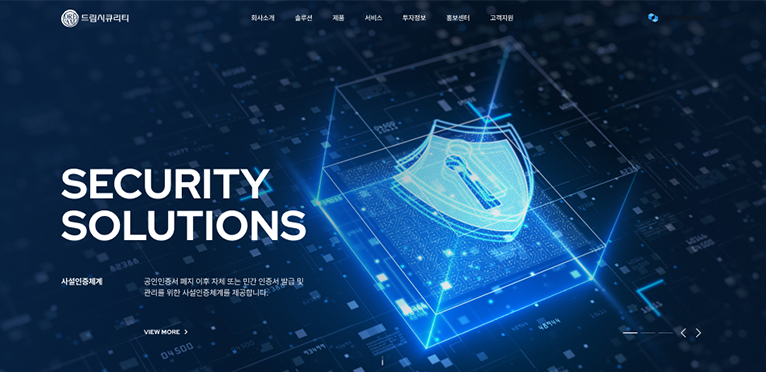 드림시큐리티
회사소개 솔루션 제품 서비스 투자정보 홍보센터 고객지원
SECURITY
SOLUTIONS
사설인증체계
공인인증서 폐지 이후 자체 또는 민간 인증서 발급 및
관리를 위한 사설인증체계를 제공합니다.
VIEW MORE
04500
93499
48944